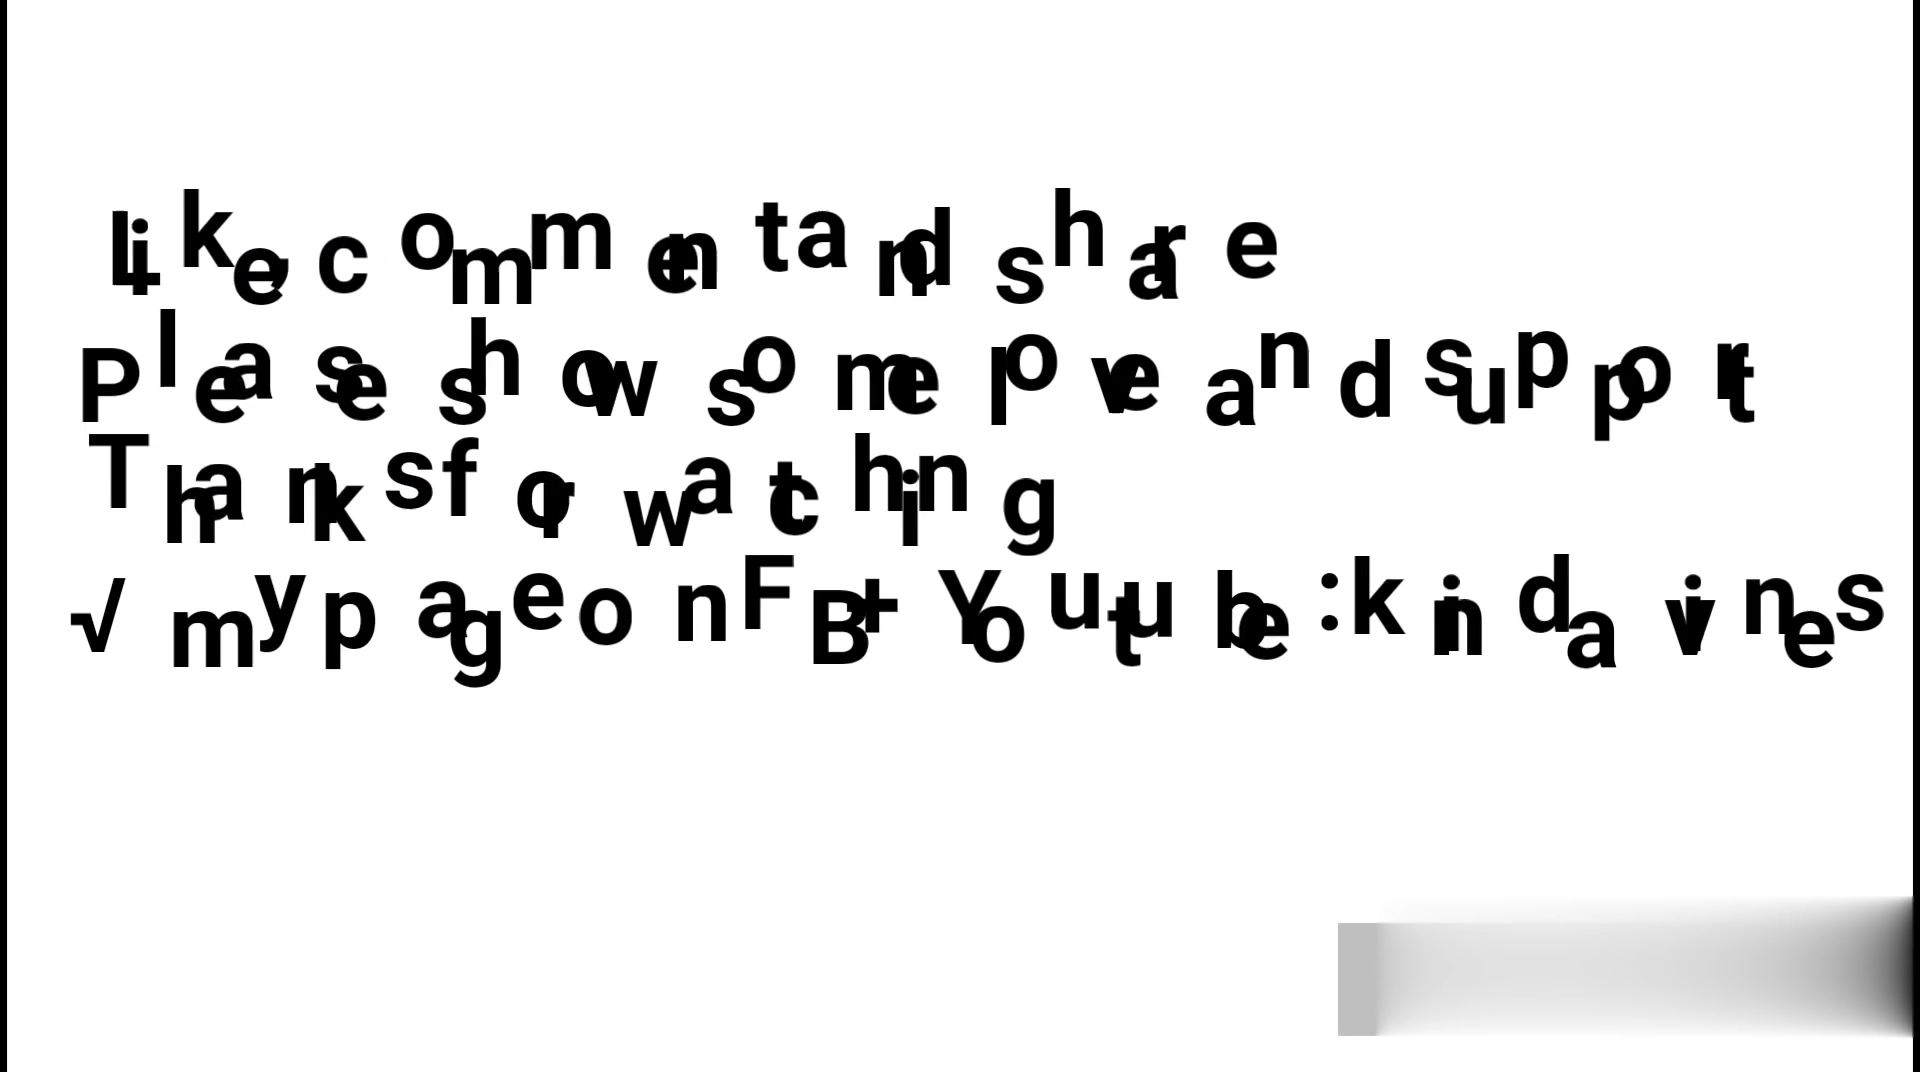 Like, comment and share
Please show some love and support
Thanks for watching
√ my page on FB + Youtube : kinda vines